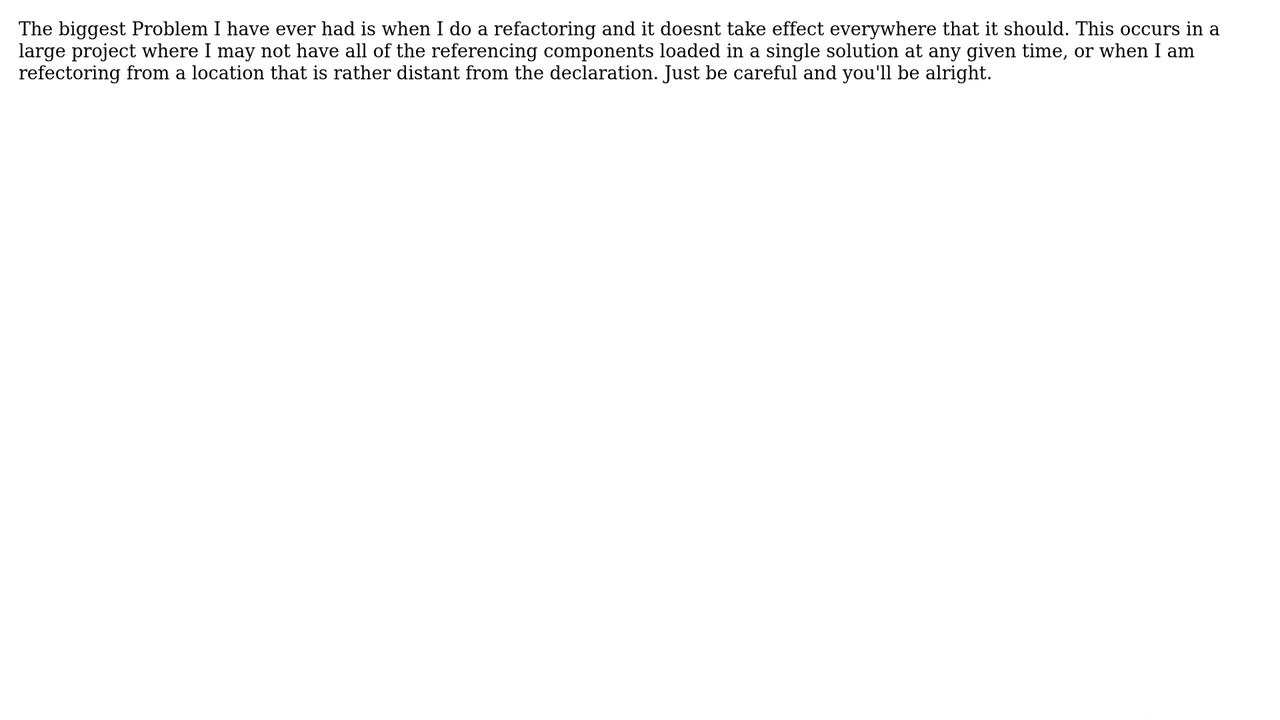 The biggest Problem I have ever had is when I do a refactoring and it doesnt take effect everywhere that it should. This occurs in a
large project where I may not have all of the referencing components loaded in a single solution at any given time, or when I am
refectoring from a location that is rather distant from the declaration. Just be careful and you'll be alright.